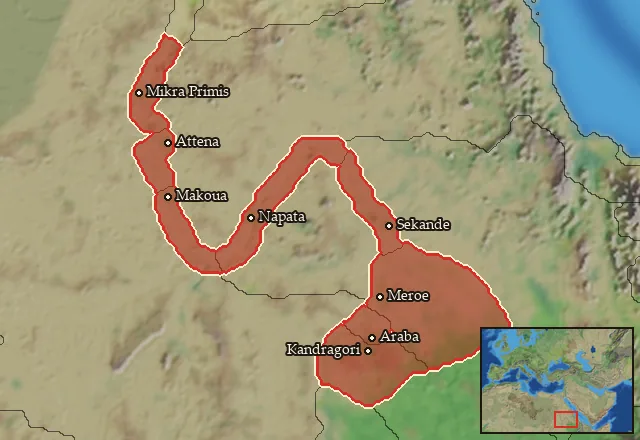 Mikra Primis
Attena
Makoua
Napata
Sekande
Meroe
Araba
Kandragori